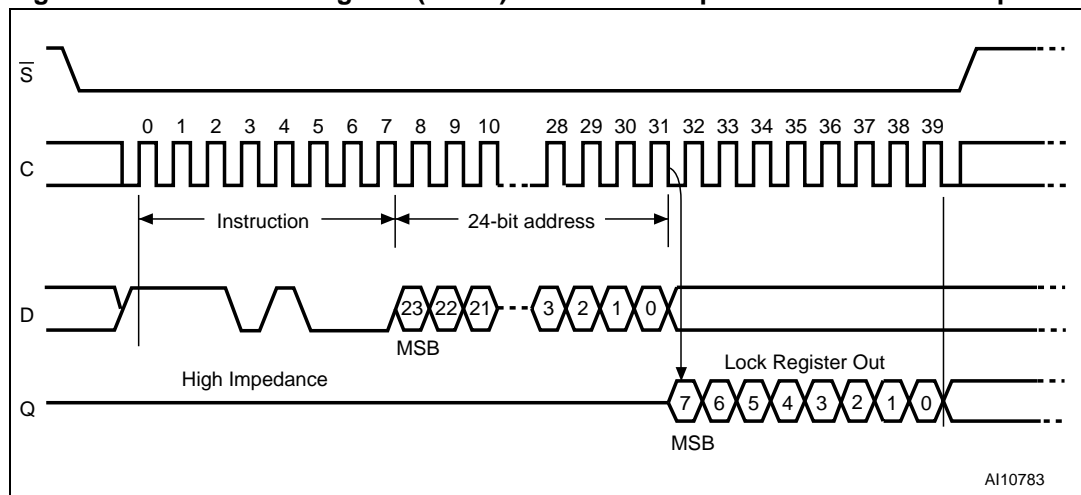 S
0 1 2 3 4 5 6 7 8 9 10 28 29 30 31 32 33 34 35 36 37 38 39
C
Instruction 24-bit address
D
23 22 21 3 2 1 0
MSB
High Impedance
Lock Register Out
Q
7 6 5 4 3 2 1 0
MSB
AI10783